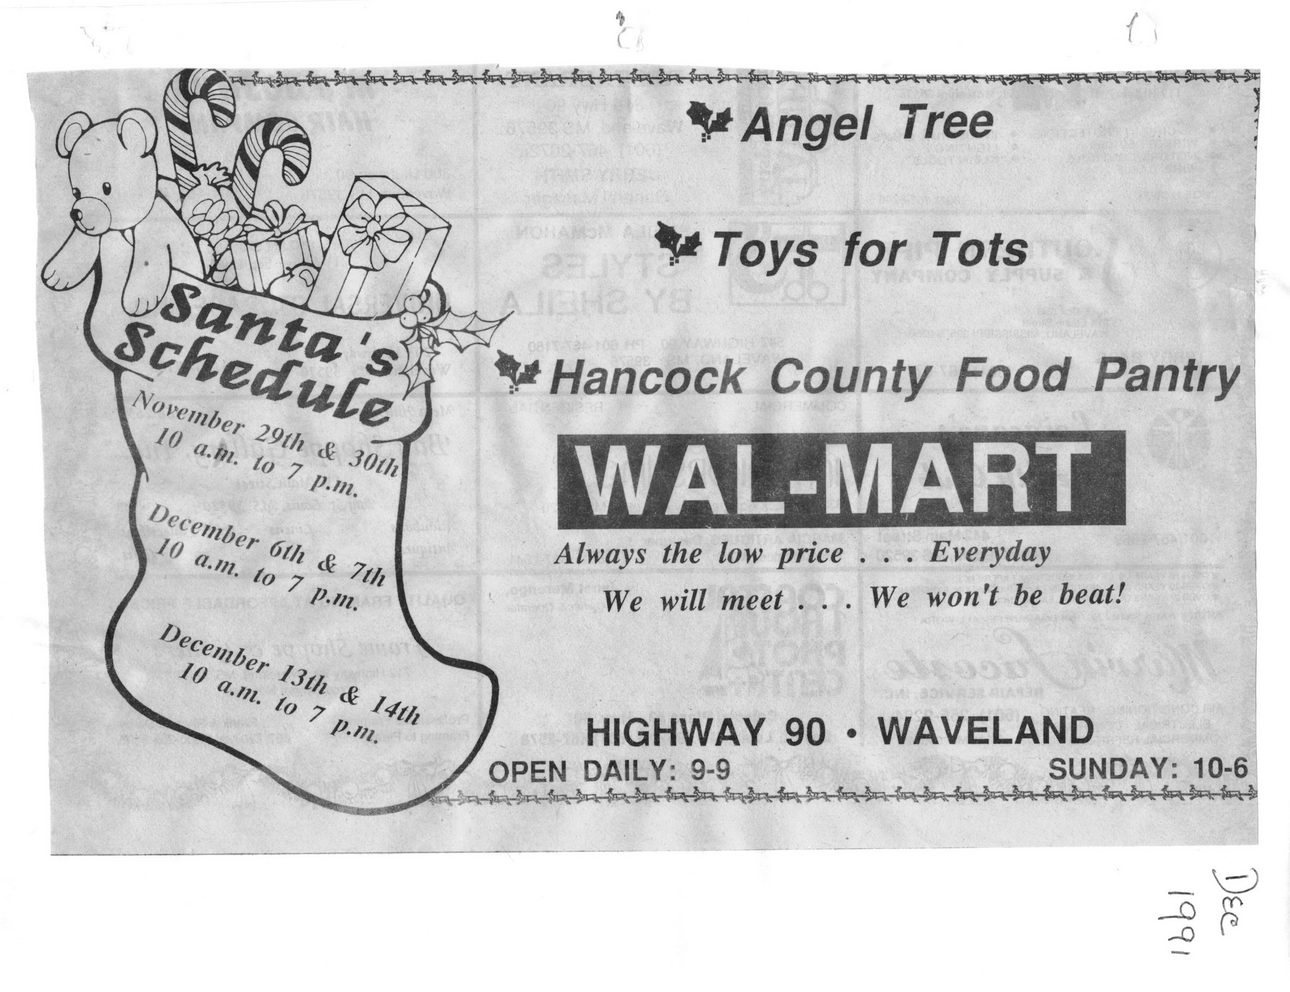 Santa's
Schedule
November 29th & 30th
10 a.m. to 7 p.m.
December 6th & 7th
10 a.m. to 7 p.m.
December 13th & 14th
10 a.m. to 7 p.m.
Angel Tree
Toys for Tots
Hancock County Food Pantry
WAL-MART
Always the low price . . . Everyday
We will meet . . . We won't be beat!
HIGHWAY 90 • WAVELAND
OPEN DAILY: 9-9 SUNDAY: 10-6
DEC
1991